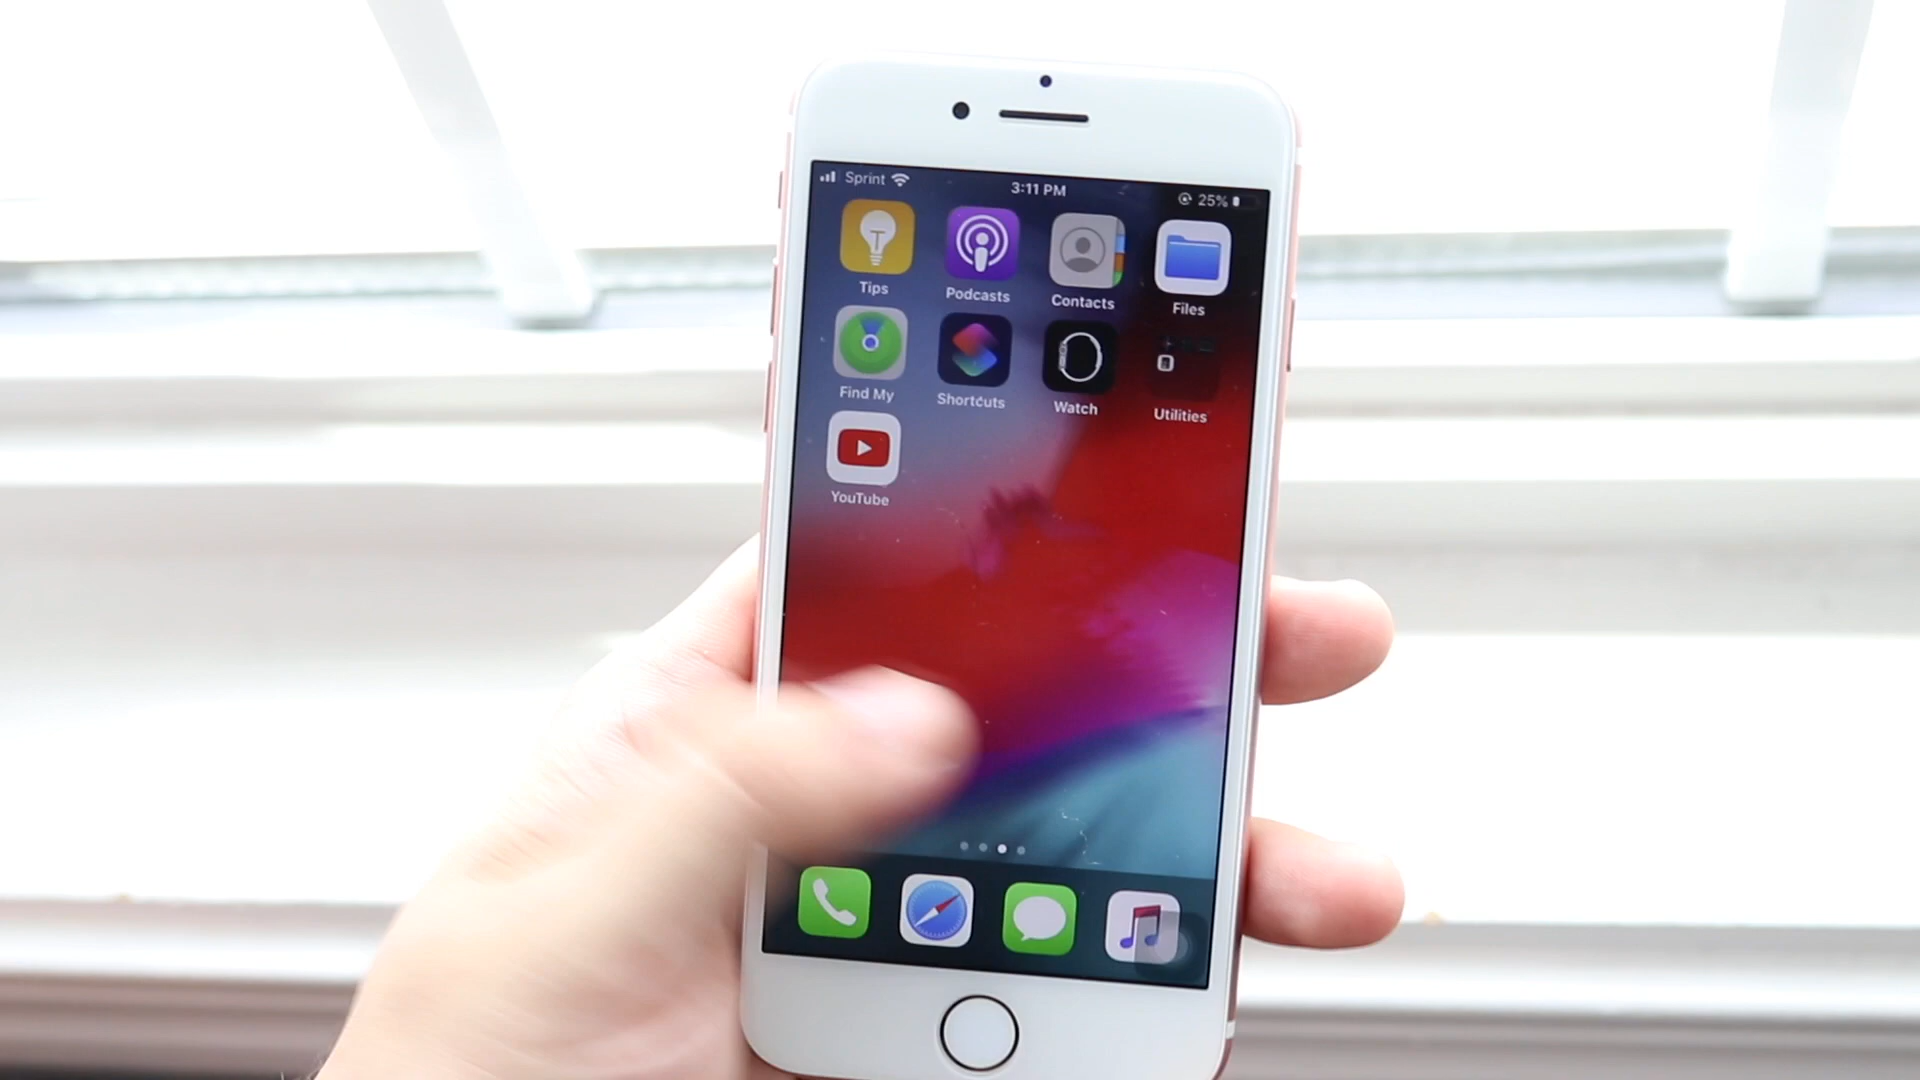 Sprint 3:11 PM 25%
Tips Podcasts Contacts Files
Find My Shortcuts Watch Utilities
YouTube